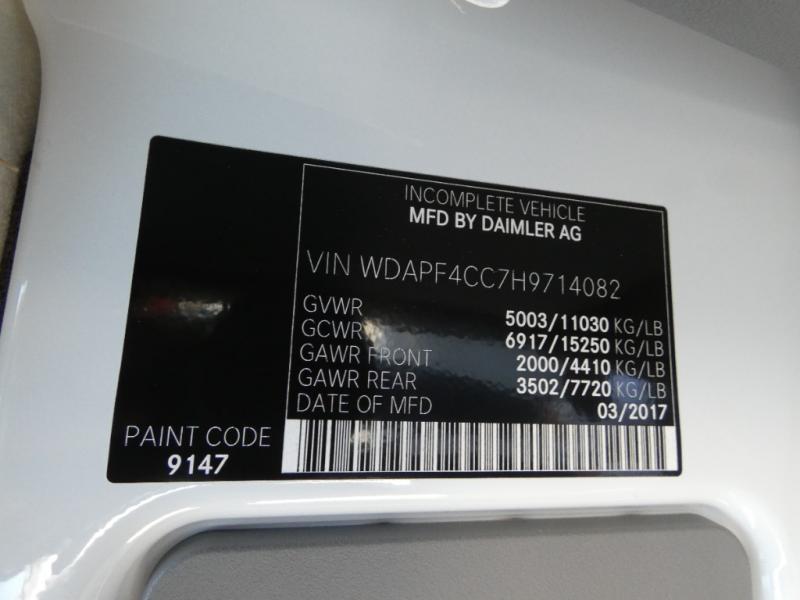 INCOMPLETE VEHICLE
MFD BY DAIMLER AG
VIN WDAPF4CC7H9714082
GVWR 5003/11030 KG/LB
GCWR 6917/15250 KG/LB
GAWR FRONT 2000/4410 KG/LB
GAWR REAR 3502/7720 KG/LB
DATE OF MFD 03/2017
PAINT CODE
9147